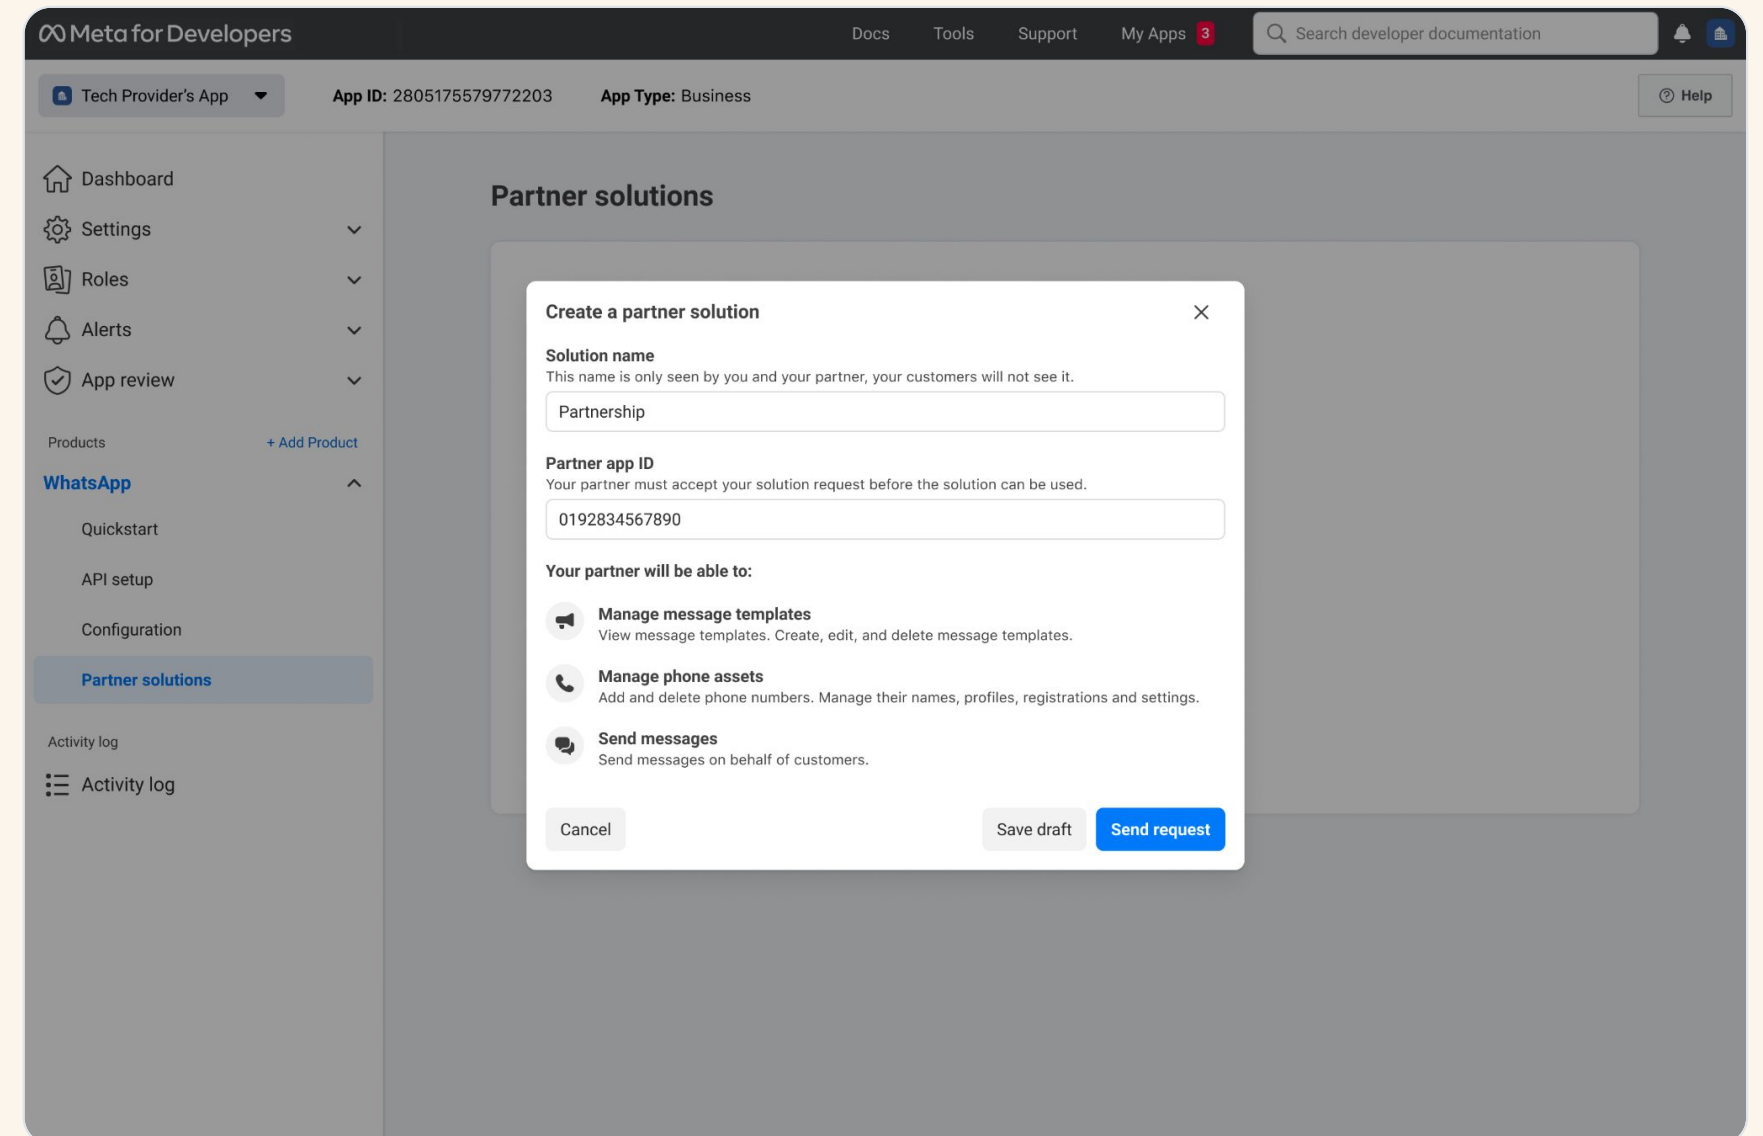 Meta for Developers
Docs
Tools
Support
My Apps 3
Search developer documentation
Tech Provider's App
App ID: 2805175579772203
App Type: Business
Help
Dashboard
Settings
Roles
Alerts
App review
Products
+ Add Product
WhatsApp
Quickstart
API setup
Configuration
Partner solutions
Activity log
Activity log
Partner solutions
Create a partner solution
Solution name
This name is only seen by you and your partner, your customers will not see it.
Partnership
Partner app ID
Your partner must accept your solution request before the solution can be used.
0192834567890
Your partner will be able to:
Manage message templates
View message templates. Create, edit, and delete message templates.
Manage phone assets
Add and delete phone numbers. Manage their names, profiles, registrations and settings.
Send messages
Send messages on behalf of customers.
Cancel
Save draft
Send request